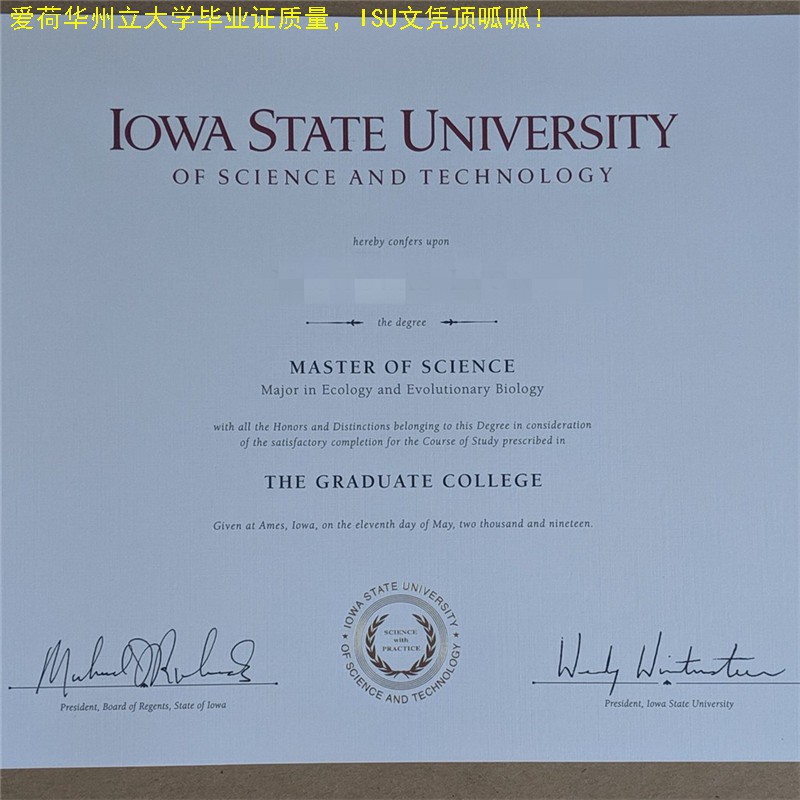 爱荷华州立大学毕业证质量，ISU文凭顶呱呱！
IOWA STATE UNIVERSITY
OF SCIENCE AND TECHNOLOGY
hereby confers upon
the degree
MASTER OF SCIENCE
Major in Ecology and Evolutionary Biology
with all the Honors and Distinctions belonging to this Degree in consideration
of the satisfactory completion for the Course of Study prescribed in
THE GRADUATE COLLEGE
Given at Ames, Iowa, on the eleventh day of May, two thousand and nineteen.
IOWA STATE UNIVERSITY
OF SCIENCE AND TECHNOLOGY
SCIENCE
with
PRACTICE
President, Board of Regents, State of Iowa
President, Iowa State University